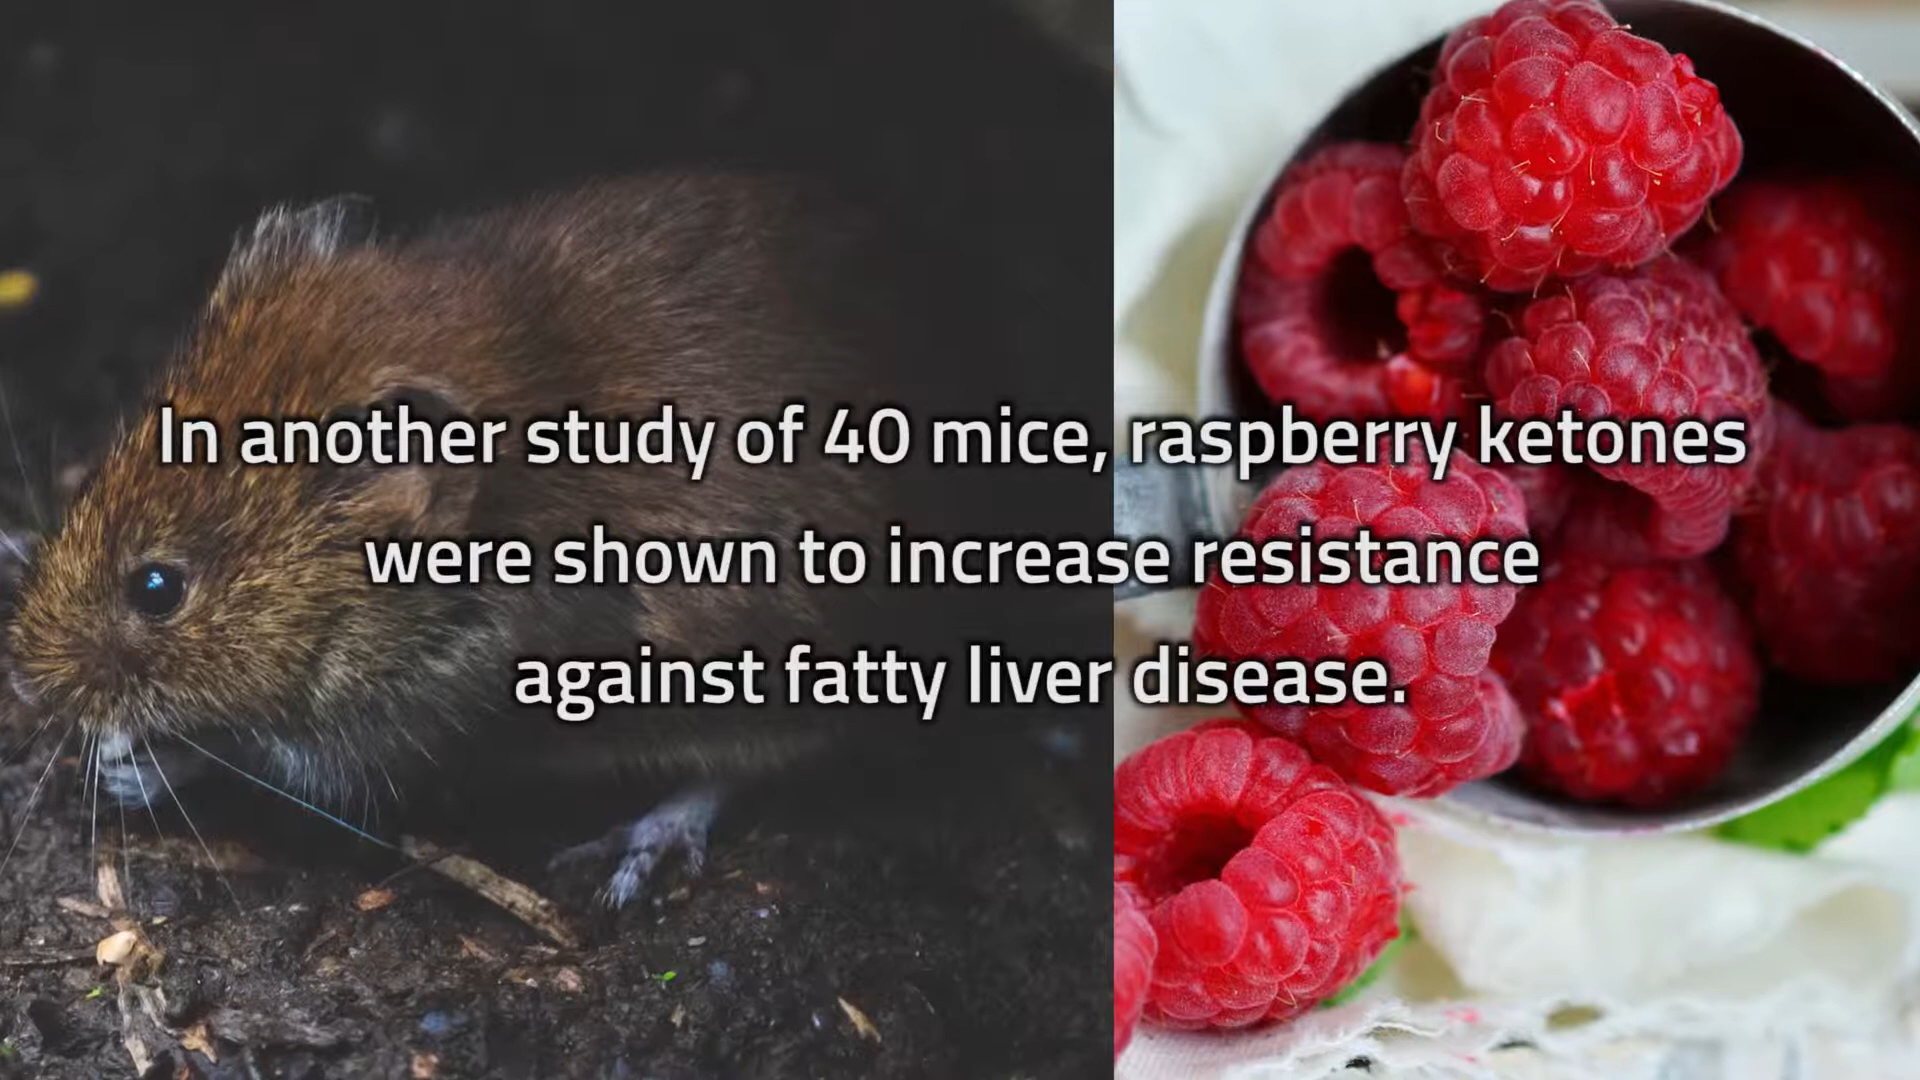 In another study of 40 mice, raspberry ketones
were shown to increase resistance
against fatty liver disease.